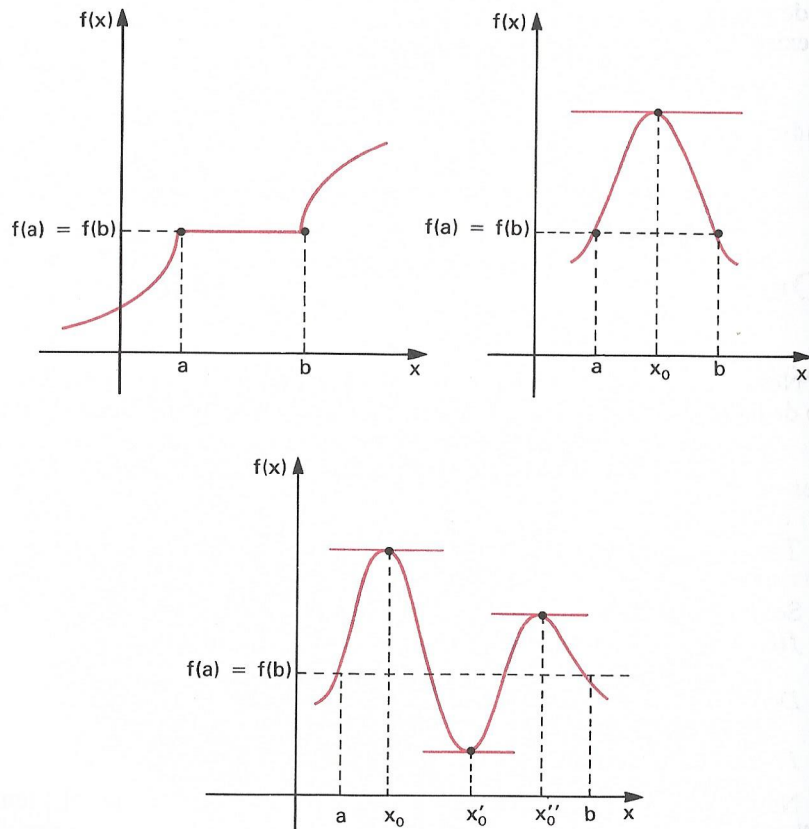 f(x)
f(a) = f(b)
a
b
x
f(x)
f(a) = f(b)
a
x₀
b
x
f(x)
f(a) = f(b)
a
x₀
x₀′
x₀″
b
x